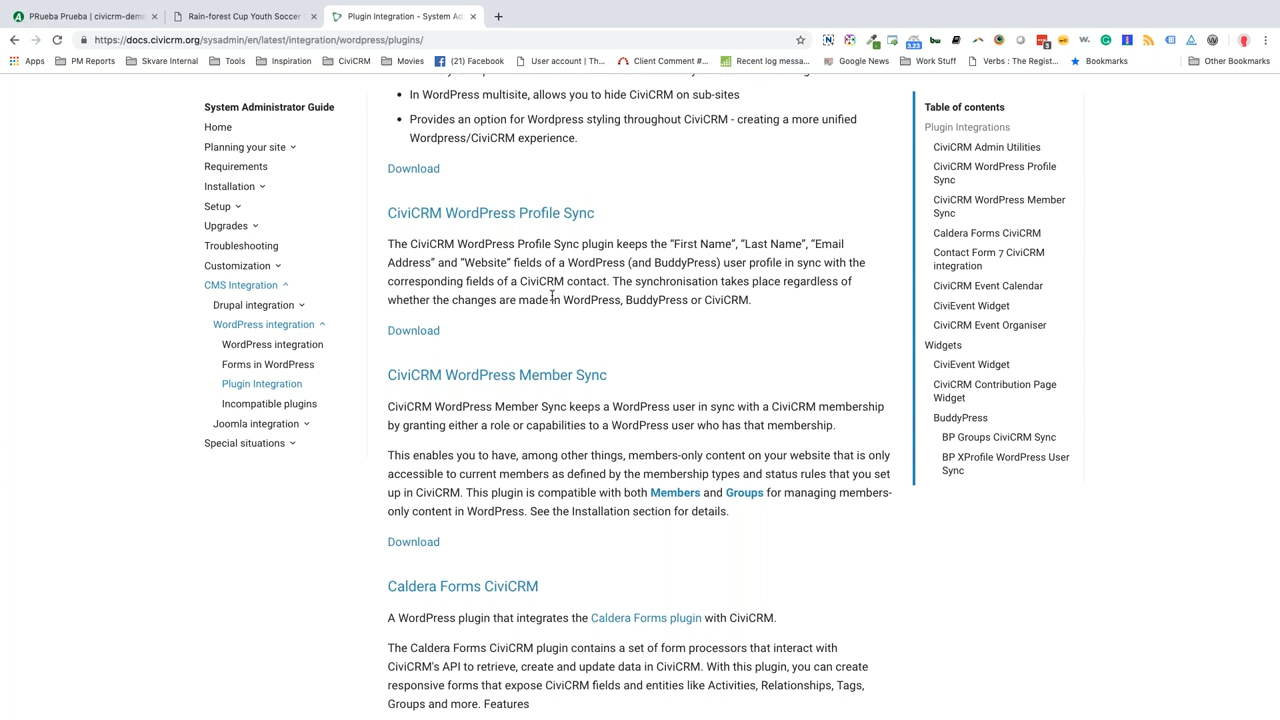 PRueba Prueba | civicrm-dem
Rain-forest Cup Youth Soccer
Plugin Integration - System Ad
https://docs.civicrm.org/sysadmin/en/latest/integration/wordpress/plugins/
Apps PM Reports Skvare Internal Tools Inspiration CiviCRM Movies (21) Facebook User account | Th... Client Comment #... Recent log messa... Google News Work Stuff Verbs : The Regist... Bookmarks Other Bookmarks
System Administrator Guide
Home
Planning your site
Requirements
Installation
Setup
Upgrades
Troubleshooting
Customization
CMS Integration
Drupal integration
WordPress integration
WordPress integration
Forms in WordPress
Plugin Integration
Incompatible plugins
Joomla integration
Special situations
In WordPress multisite, allows you to hide CiviCRM on sub-sites
Provides an option for Wordpress styling throughout CiviCRM - creating a more unified
Wordpress/CiviCRM experience.
Download
CiviCRM WordPress Profile Sync
The CiviCRM WordPress Profile Sync plugin keeps the “First Name”, “Last Name”, “Email
Address” and “Website” fields of a WordPress (and BuddyPress) user profile in sync with the
corresponding fields of a CiviCRM contact. The synchronisation takes place regardless of
whether the changes are made in WordPress, BuddyPress or CiviCRM.
Download
CiviCRM WordPress Member Sync
CiviCRM WordPress Member Sync keeps a WordPress user in sync with a CiviCRM membership
by granting either a role or capabilities to a WordPress user who has that membership.
This enables you to have, among other things, members-only content on your website that is only
accessible to current members as defined by the membership types and status rules that you set
up in CiviCRM. This plugin is compatible with both Members and Groups for managing members-
only content in WordPress. See the Installation section for details.
Download
Caldera Forms CiviCRM
A WordPress plugin that integrates the Caldera Forms plugin with CiviCRM.
The Caldera Forms CiviCRM plugin contains a set of form processors that interact with
CiviCRM's API to retrieve, create and update data in CiviCRM. With this plugin, you can create
responsive forms that expose CiviCRM fields and entities like Activities, Relationships, Tags,
Groups and more. Features
Table of contents
Plugin Integrations
CiviCRM Admin Utilities
CiviCRM WordPress Profile
Sync
CiviCRM WordPress Member
Sync
Caldera Forms CiviCRM
Contact Form 7 CiviCRM
integration
CiviCRM Event Calendar
CiviEvent Widget
CiviCRM Event Organiser
Widgets
CiviEvent Widget
CiviCRM Contribution Page
Widget
BuddyPress
BP Groups CiviCRM Sync
BP XProfile WordPress User
Sync